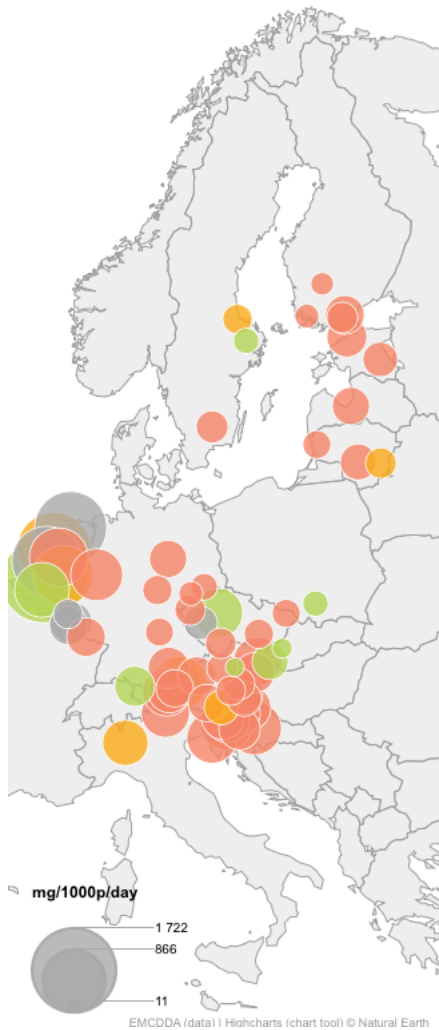 mg/1000p/day
1 722
866
11
EMCDDA (data) | Highcharts (chart tool) © Natural Earth